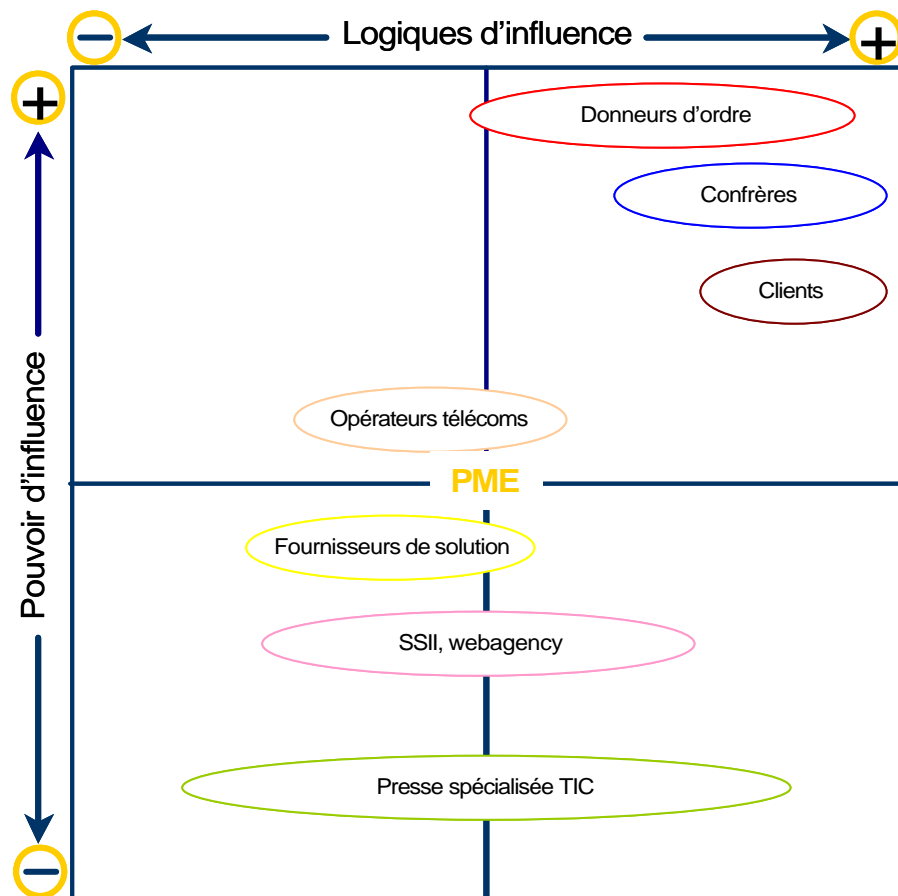 − Logiques d'influence +
+
Donneurs d'ordre
Confrères
Clients
Pouvoir d'influence
Opérateurs télécoms
PME
Fournisseurs de solution
SSII, webagency
Presse spécialisée TIC
−